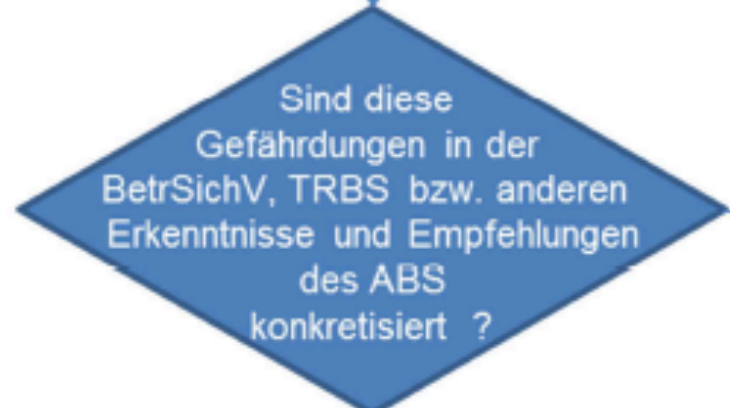 Sind diese
Gefährdungen in der
BetrSichV, TRBS bzw. anderen
Erkenntnisse und Empfehlungen
des ABS
konkretisiert ?